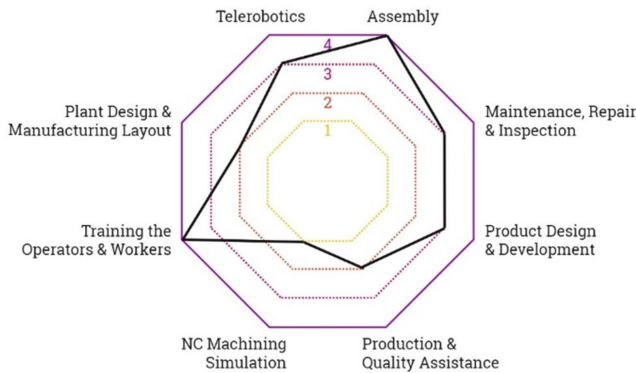 Telerobotics
Assembly
4
3
2
1
Plant Design &
Manufacturing Layout
Maintenance, Repair
& Inspection
Training the
Operators & Workers
Product Design
& Development
NC Machining
Simulation
Production &
Quality Assistance